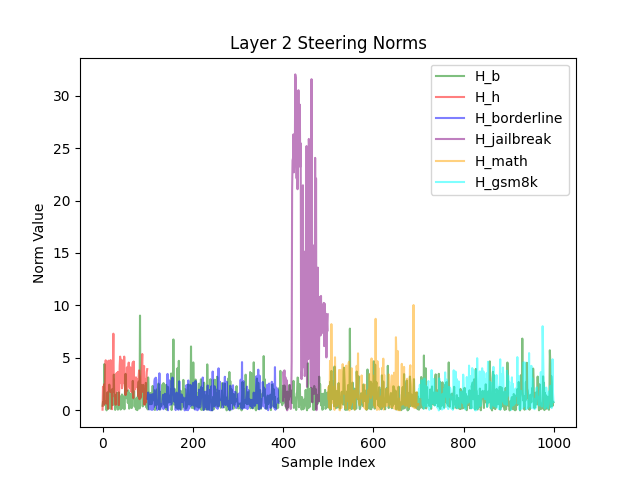 Layer 2 Steering Norms
Norm Value
30
25
20
15
10
5
0
H_b
H_h
H_borderline
H_jailbreak
H_math
H_gsm8k
0
200
400
600
800
1000
Sample Index